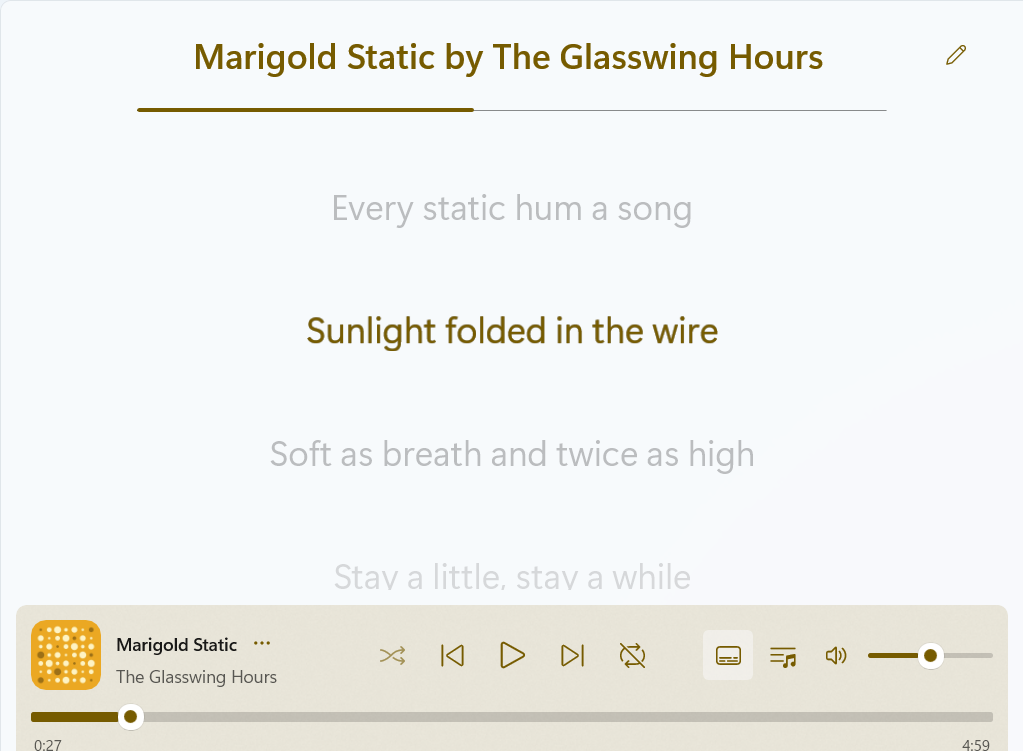 Marigold Static by The Glasswing Hours
Every static hum a song
Sunlight folded in the wire
Soft as breath and twice as high
Stay a little, stay a while
Marigold Static
The Glasswing Hours
0:27
4:59